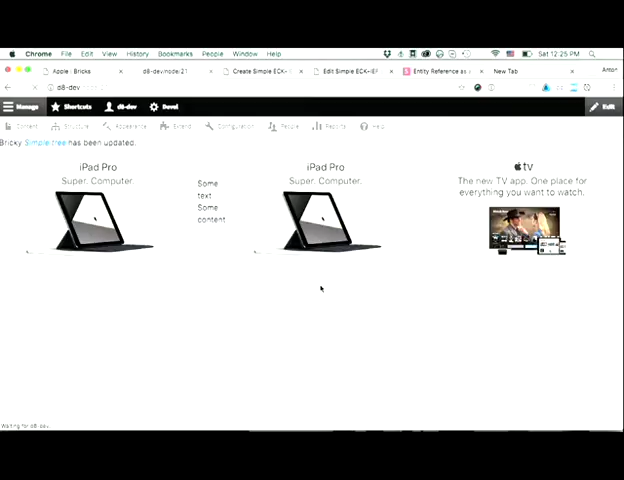 Chrome File Edit View History Bookmarks People Window Help Sat 12:25 PM
Apple | Bricks d8-dev/node/21 Create Simple ECK- Edit Simple ECK-IEF Entity Reference as New Tab Anton
d8-dev
Manage Shortcuts d8-dev Devel Edit
Content Structure Appearance Extend Configuration People Reports Help
Bricky Simple tree has been updated.
iPad Pro
Super. Computer.
Some
text
Some
content
iPad Pro
Super. Computer.
tv
The new TV app. One place for
everything you want to watch.
Waiting for d8-dev